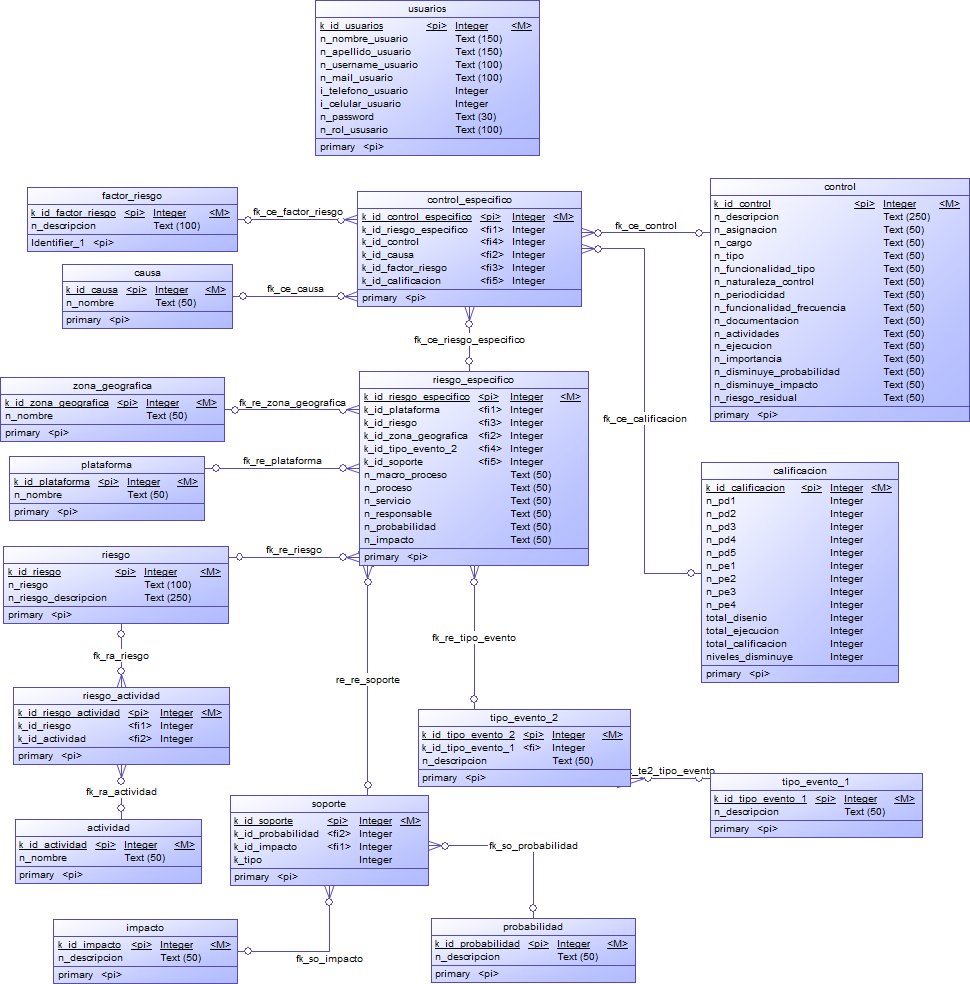 usuarios
k_id_usuarios <pi> Integer <M>
n_nombre_usuario Text (150)
n_apellido_usuario Text (150)
n_username_usuario Text (100)
n_mail_usuario Text (100)
i_telefono_usuario Integer
i_celular_usuario Integer
n_password Text (30)
n_rol_ususario Text (100)
primary <pi>
factor_riesgo
k_id_factor_riesgo <pi> Integer <M>
n_descripcion Text (100)
Identifier_1 <pi>
fk_ce_factor_riesgo
control_especifico
k_id_control_especifico <pi> Integer <M>
k_id_riesgo_especifico <fi1> Integer
k_id_control <fi4> Integer
k_id_causa <fi2> Integer
k_id_factor_riesgo <fi3> Integer
k_id_calificacion <fi5> Integer
primary <pi>
fk_ce_control
control
k_id_control <pi> Integer <M>
n_descripcion Text (250)
n_asignacion Text (50)
n_cargo Text (50)
n_tipo Text (50)
n_funcionalidad_tipo Text (50)
n_naturaleza_control Text (50)
n_periodicidad Text (50)
n_funcionalidad_frecuencia Text (50)
n_documentacion Text (50)
n_actividades Text (50)
n_ejecucion Text (50)
n_importancia Text (50)
n_disminuye_probabilidad Text (50)
n_disminuye_impacto Text (50)
n_riesgo_residual Text (50)
primary <pi>
causa
k_id_causa <pi> Integer <M>
n_nombre Text (50)
primary <pi>
fk_ce_causa
fk_ce_riesgo_especifico
zona_geografica
k_id_zona_geografica <pi> Integer <M>
n_nombre Text (50)
primary <pi>
fk_re_zona_geografica
riesgo_especifico
k_id_riesgo_especifico <pi> Integer <M>
k_id_plataforma <fi1> Integer
k_id_riesgo <fi3> Integer
k_id_zona_geografica <fi2> Integer
k_id_tipo_evento_2 <fi4> Integer
k_id_soporte <fi5> Integer
n_macro_proceso Text (50)
n_proceso Text (50)
n_servicio Text (50)
n_responsable Text (50)
n_probabilidad Text (50)
n_impacto Text (50)
primary <pi>
fk_ce_calificacion
plataforma
k_id_plataforma <pi> Integer <M>
n_nombre Text (50)
primary <pi>
fk_re_plataforma
calificacion
k_id_calificacion <pi> Integer <M>
n_pd1 Integer
n_pd2 Integer
n_pd3 Integer
n_pd4 Integer
n_pd5 Integer
n_pe1 Integer
n_pe2 Integer
n_pe3 Integer
n_pe4 Integer
total_disenio Integer
total_ejecucion Integer
total_calificacion Integer
niveles_disminuye Integer
primary <pi>
riesgo
k_id_riesgo <pi> Integer <M>
n_riesgo Text (100)
n_riesgo_descripcion Text (250)
primary <pi>
fk_re_riesgo
fk_ra_riesgo
fk_re_tipo_evento
re_re_soporte
riesgo_actividad
k_id_riesgo_actividad <pi> Integer <M>
k_id_riesgo <fi1> Integer
k_id_actividad <fi2> Integer
primary <pi>
tipo_evento_2
k_id_tipo_evento_2 <pi> Integer <M>
k_id_tipo_evento_1 <fi> Integer
n_descripcion Text (50)
primary <pi>
_te2_tipo_evento
tipo_evento_1
k_id_tipo_evento_1 <pi> Integer <M>
n_descripcion Text (50)
primary <pi>
fk_ra_actividad
actividad
k_id_actividad <pi> Integer <M>
n_nombre Text (50)
primary <pi>
soporte
k_id_soporte <pi> Integer <M>
k_id_probabilidad <fi2> Integer
k_id_impacto <fi1> Integer
k_tipo Integer
primary <pi>
fk_so_probabilidad
impacto
k_id_impacto <pi> Integer <M>
n_descripcion Text (50)
primary <pi>
fk_so_impacto
probabilidad
k_id_probabilidad <pi> Integer <M>
n_descripcion Text (50)
primary <pi>